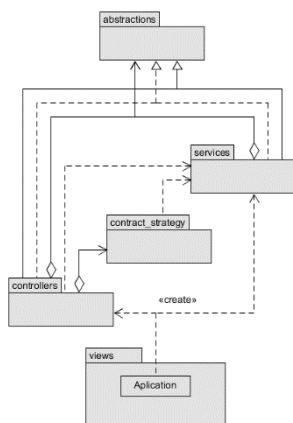 abstractions
services
contract_strategy
controllers
«create»
views
Aplication